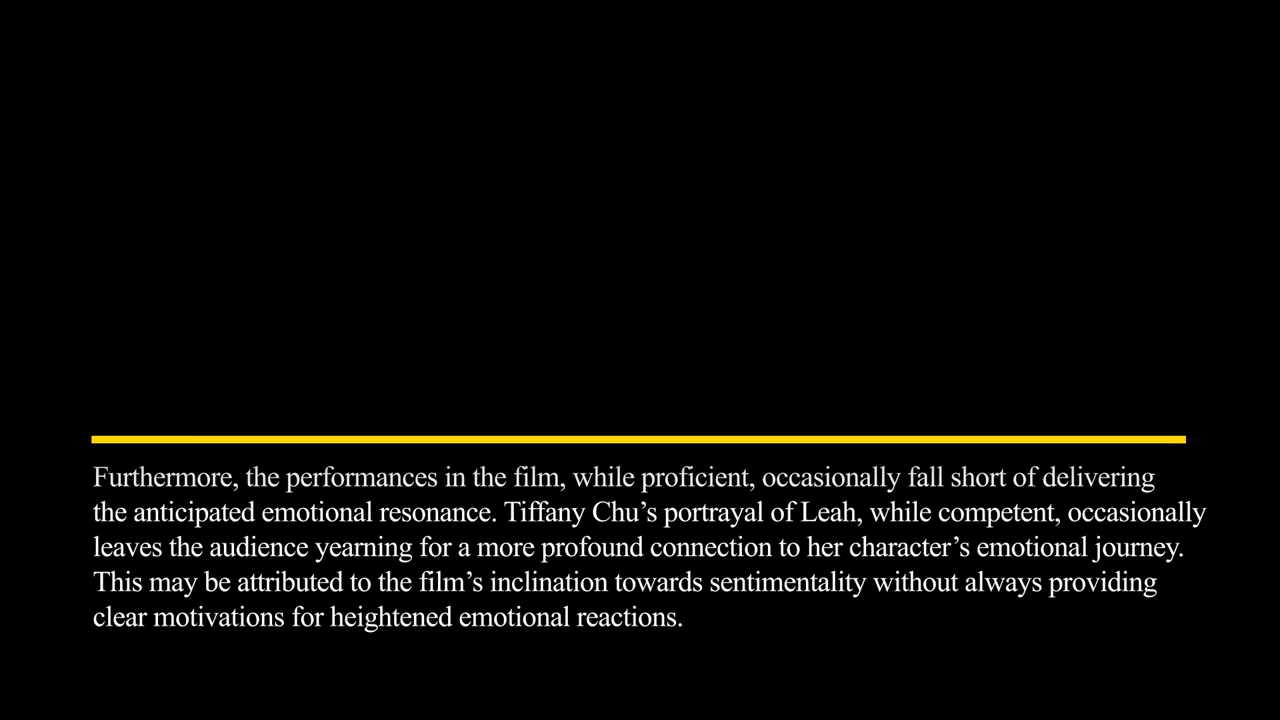 Furthermore, the performances in the film, while proficient, occasionally fall short of delivering
the anticipated emotional resonance. Tiffany Chu’s portrayal of Leah, while competent, occasionally
leaves the audience yearning for a more profound connection to her character’s emotional journey.
This may be attributed to the film’s inclination towards sentimentality without always providing
clear motivations for heightened emotional reactions.